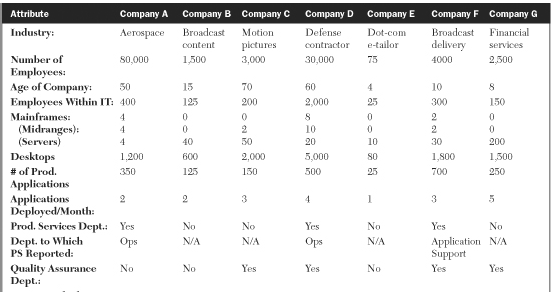 Attribute Company A Company B Company C Company D Company E Company F Company G
Industry: Aerospace Broadcast Motion Defense Dot-com Broadcast Financial
content pictures contractor e-tailor delivery services
Number of 80,000 1,500 3,000 30,000 75 4000 2,500
Employees:
Age of Company: 50 15 70 60 4 10 8
Employees Within IT: 400 125 200 2,000 25 300 150
Mainframes: 4 0 0 8 0 2 0
(Midranges): 4 0 2 10 0 2 0
(Servers) 4 40 50 20 10 30 200
Desktops 1,200 600 2,000 5,000 80 1,800 1,500
# of Prod. 350 125 150 500 25 700 250
Applications
Applications 2 2 3 4 1 3 5
Deployed/Month:
Prod. Services Dept.: Yes No No Yes No Yes No
Dept. to Which Ops N/A N/A Ops N/A Application N/A
PS Reported: Support
Quality Assurance No No Yes Yes No Yes Yes
Dept.: